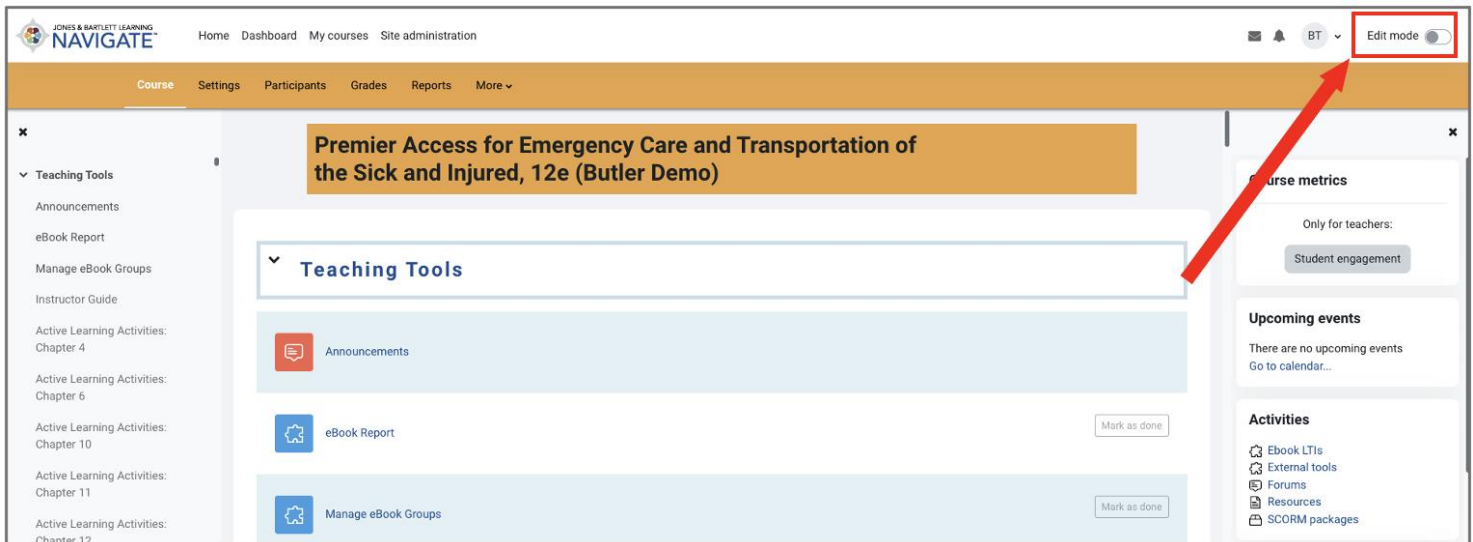 JONES & BARTLETT LEARNING
NAVIGATE
Home Dashboard My courses Site administration
BT
Edit mode
Course Settings Participants Grades Reports More
Teaching Tools
Announcements
eBook Report
Manage eBook Groups
Instructor Guide
Active Learning Activities:
Chapter 4
Active Learning Activities:
Chapter 6
Active Learning Activities:
Chapter 10
Active Learning Activities:
Chapter 11
Active Learning Activities:
Chapter 12
Premier Access for Emergency Care and Transportation of
the Sick and Injured, 12e (Butler Demo)
Teaching Tools
Announcements
eBook Report
Mark as done
Manage eBook Groups
Mark as done
Course metrics
Only for teachers:
Student engagement
Upcoming events
There are no upcoming events
Go to calendar...
Activities
Ebook LTIs
External tools
Forums
Resources
SCORM packages